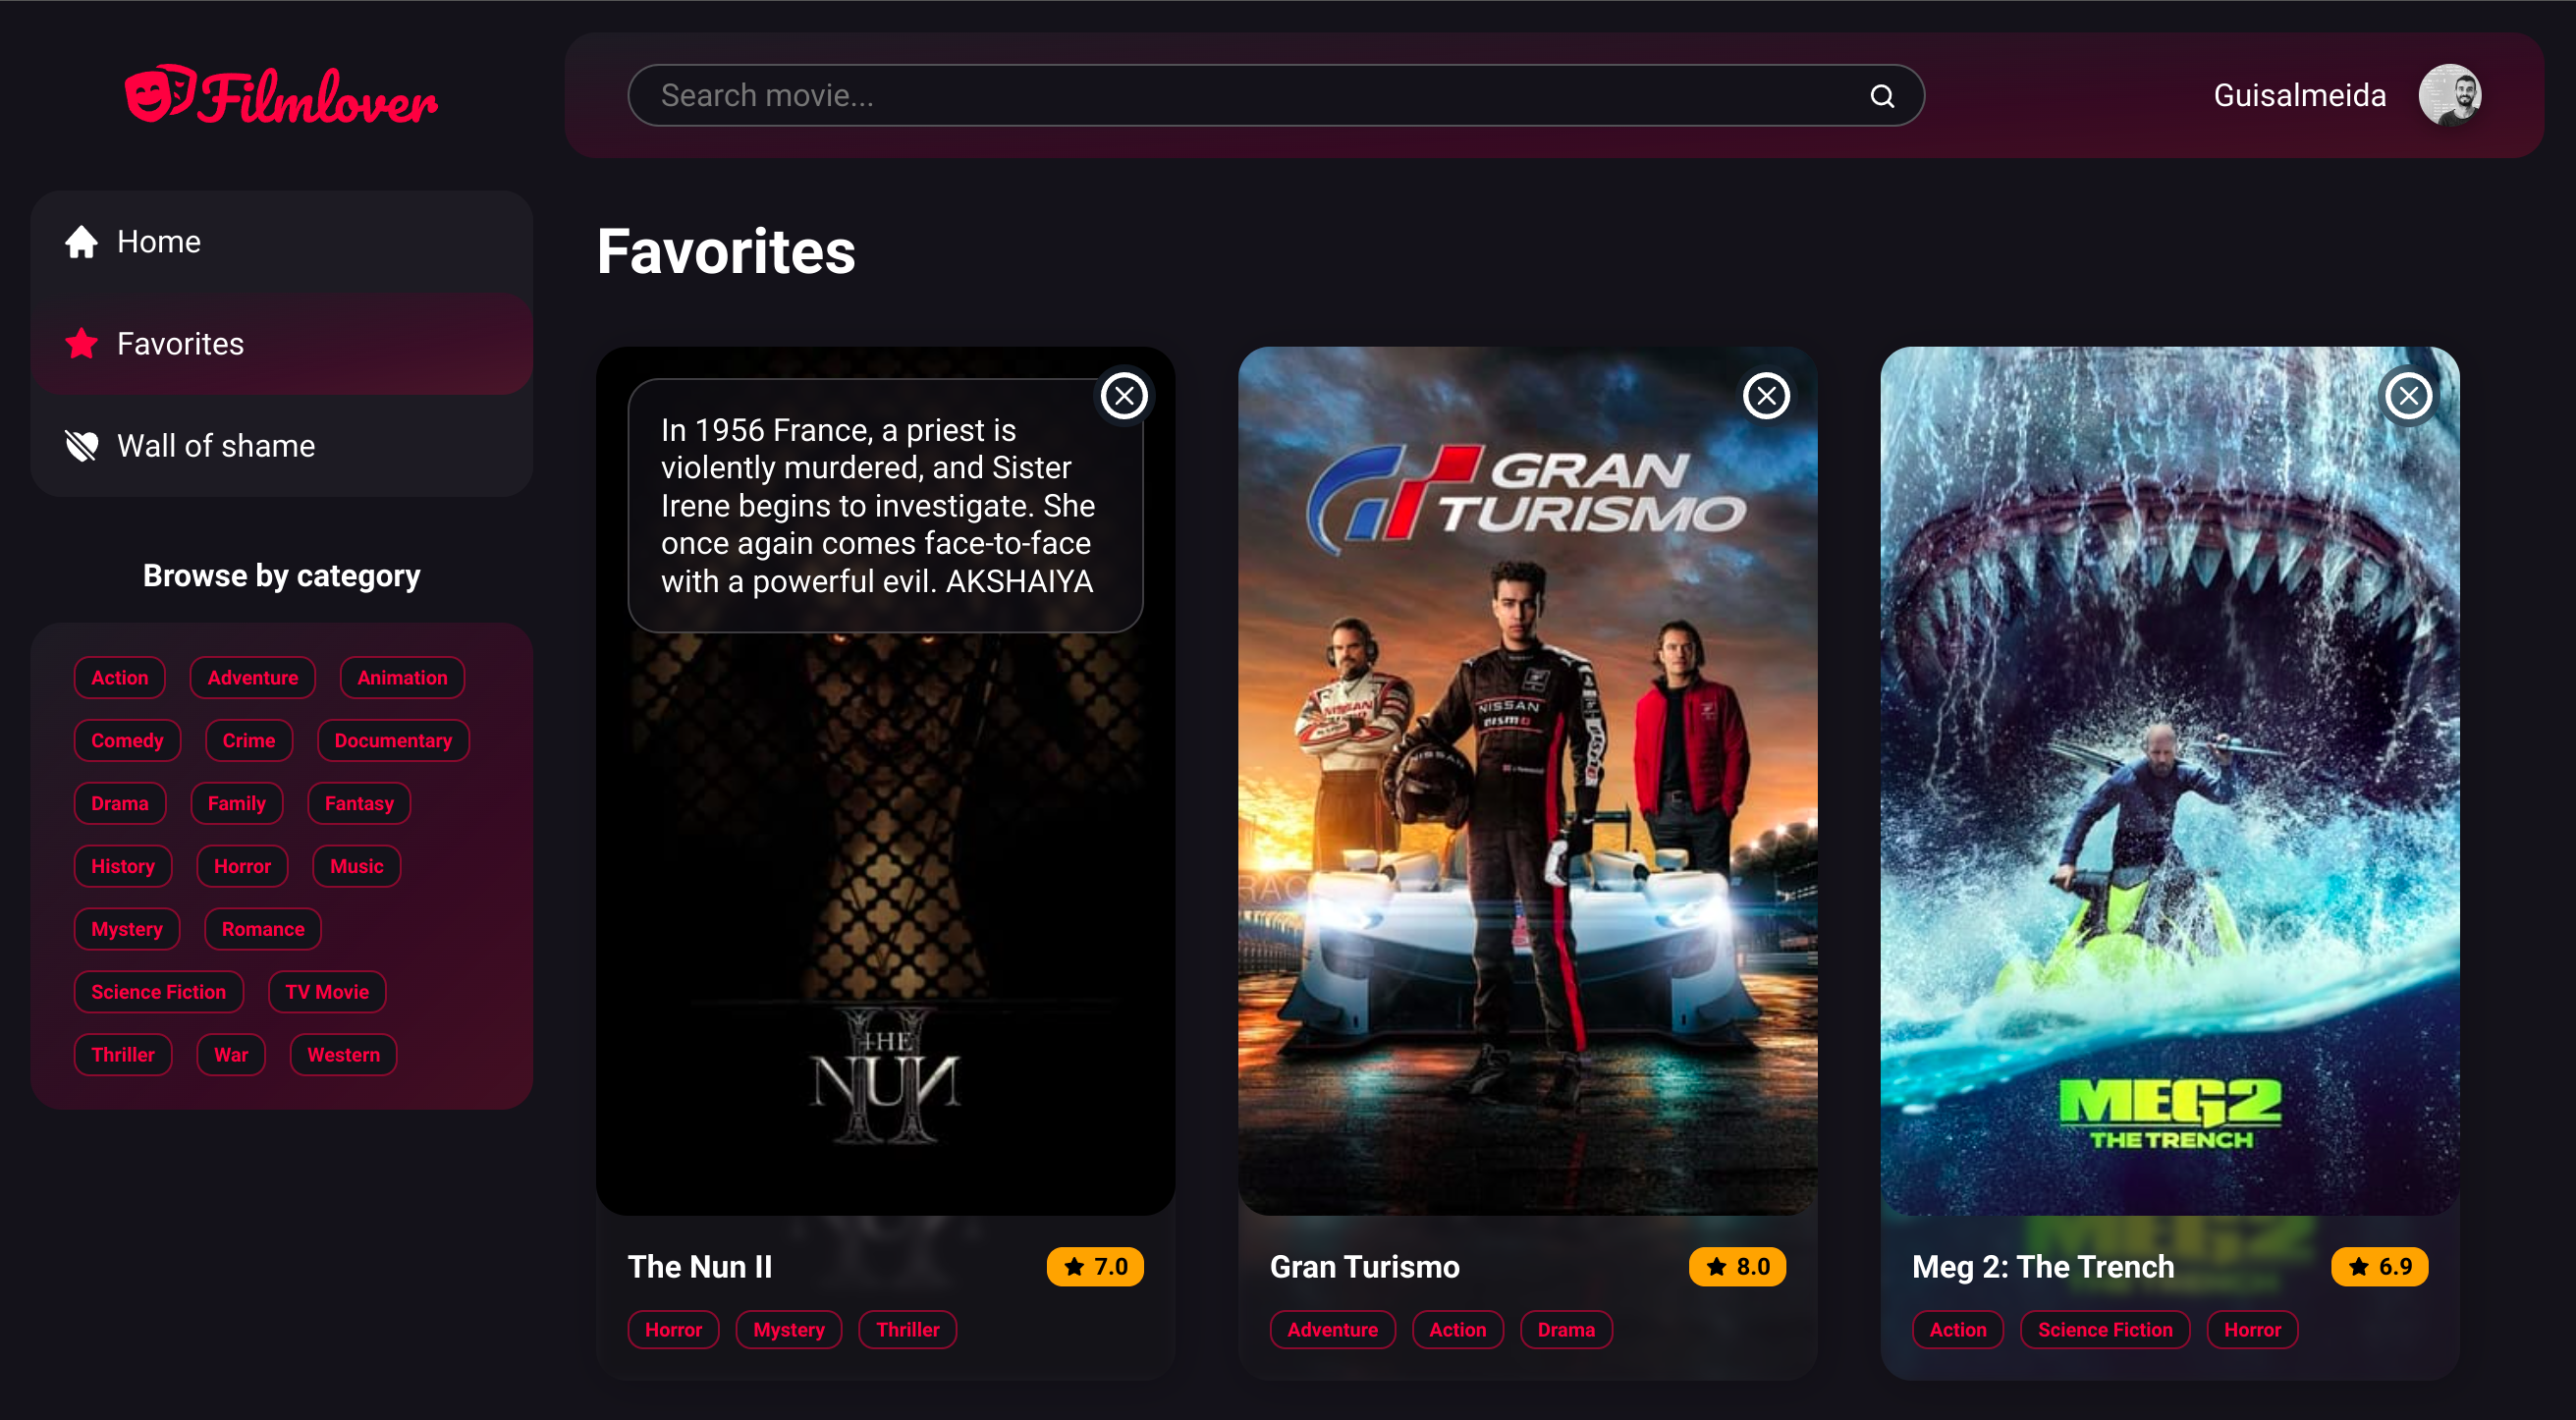 Filmlover
Search movie...
Guisalmeida
Home
Favorites
Wall of shame
Browse by category
Action Adventure Animation
Comedy Crime Documentary
Drama Family Fantasy
History Horror Music
Mystery Romance
Science Fiction TV Movie
Thriller War Western
Favorites
In 1956 France, a priest is
violently murdered, and Sister
Irene begins to investigate. She
once again comes face-to-face
with a powerful evil. AKSHAIYA
THE
NUN
II
The Nun II 7.0
Horror Mystery Thriller
GRAN
TURISMO
NISSAN
NISSAN
nismo
NISSAN
Gran Turismo 8.0
Adventure Action Drama
MEG2
THE TRENCH
Meg 2: The Trench 6.9
Action Science Fiction Horror